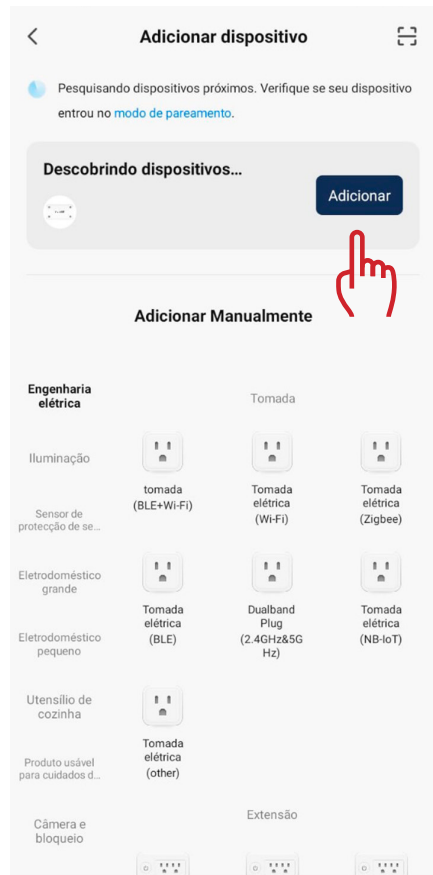 Adicionar dispositivo
Pesquisando dispositivos próximos. Verifique se seu dispositivo
entrou no modo de pareamento.
Descobrindo dispositivos...
Adicionar
Adicionar Manualmente
Engenharia
elétrica
Iluminação
Sensor de
protecção de se...
Eletrodoméstico
grande
Eletrodoméstico
pequeno
Utensílio de
cozinha
Produto usável
para cuidados d...
Câmera e
bloqueio
Tomada
tomada
(BLE+Wi-Fi)
Tomada
elétrica
(Wi-Fi)
Tomada
elétrica
(Zigbee)
Tomada
elétrica
(BLE)
Dualband
Plug
(2.4GHz&5G
Hz)
Tomada
elétrica
(NB-IoT)
Tomada
elétrica
(other)
Extensão